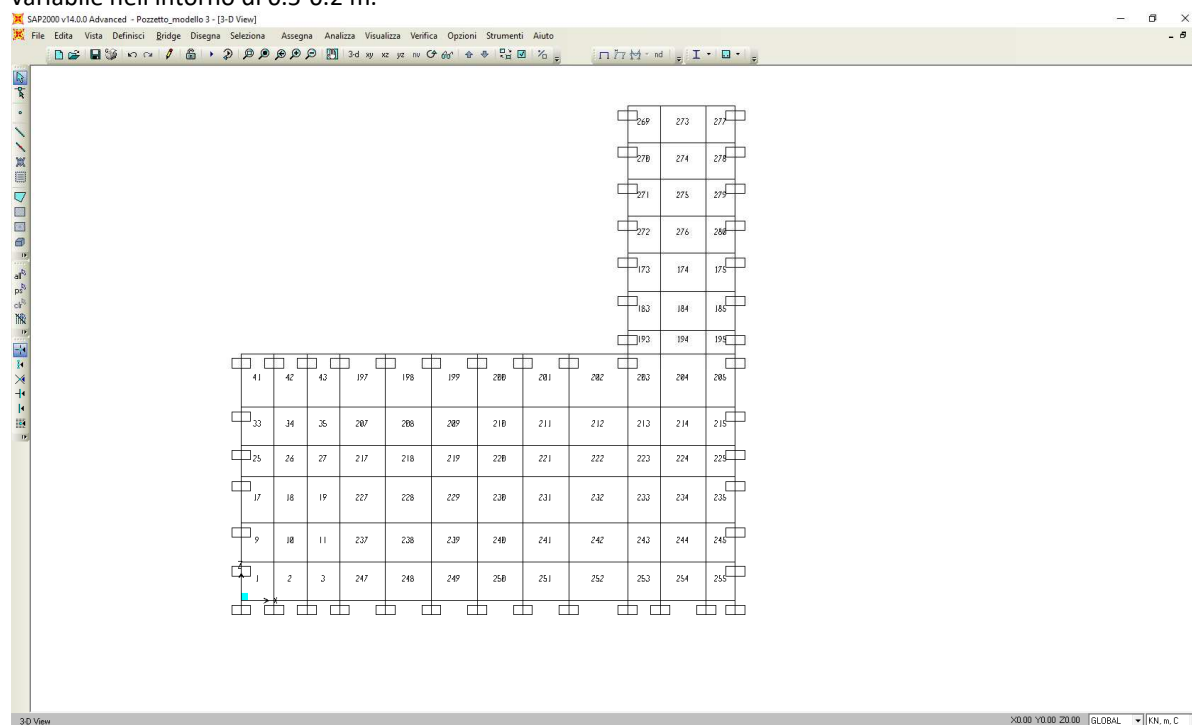 variabile nell'intorno di 0.3-0.2 m.
SAP2000 v14.0.0 Advanced - Pozzetto_modello 3 - [3-D View]
File Edita Vista Definisci Bridge Disegna Seleziona Assegna Analizza Visualizza Verifica Opzioni Strumenti Aiuto
3-d xy xz yz nv nd
all
ps
clr
269 273 277
270 274 278
271 275 279
272 276 280
173 174 175
183 184 185
193 194 195
41 42 43 197 198 199 200 201 202 203 204 205
33 34 35 207 208 209 210 211 212 213 214 215
25 26 27 217 218 219 220 221 222 223 224 225
17 18 19 227 228 229 230 231 232 233 234 235
9 10 11 237 238 239 240 241 242 243 244 245
Z
1 2 3 247 248 249 250 251 252 253 254 255
X
3-D View X0.00 Y0.00 Z0.00 GLOBAL KN, m, C